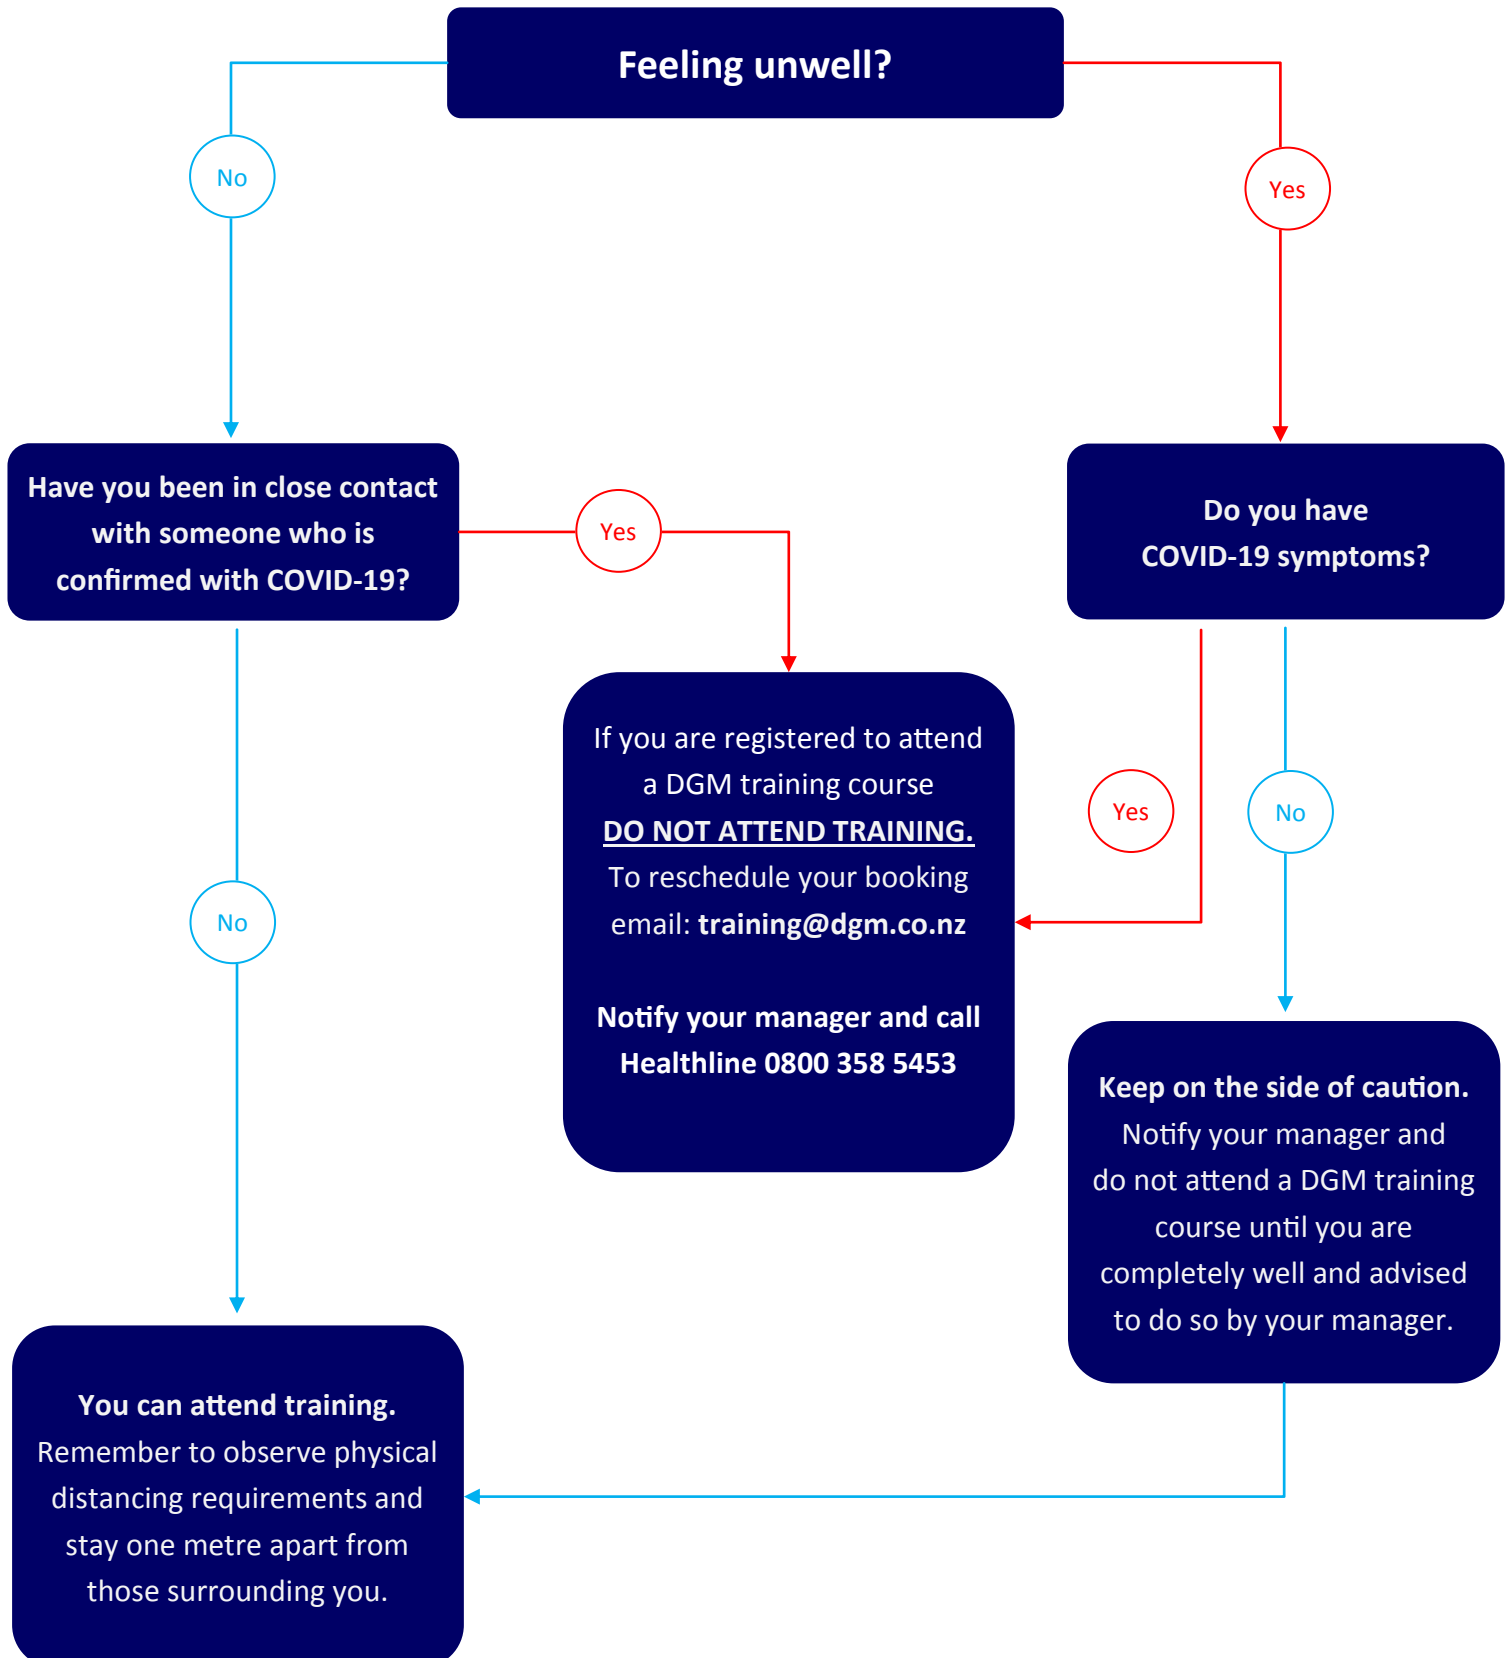 Feeling unwell?
No
Yes
Have you been in close contact
with someone who is
confirmed with COVID-19?
Yes
Do you have
COVID-19 symptoms?
If you are registered to attend
a DGM training course
DO NOT ATTEND TRAINING.
To reschedule your booking
email: training@dgm.co.nz
Notify your manager and call
Healthline 0800 358 5453
Yes
No
No
Keep on the side of caution.
Notify your manager and
do not attend a DGM training
course until you are
completely well and advised
to do so by your manager.
You can attend training.
Remember to observe physical
distancing requirements and
stay one metre apart from
those surrounding you.